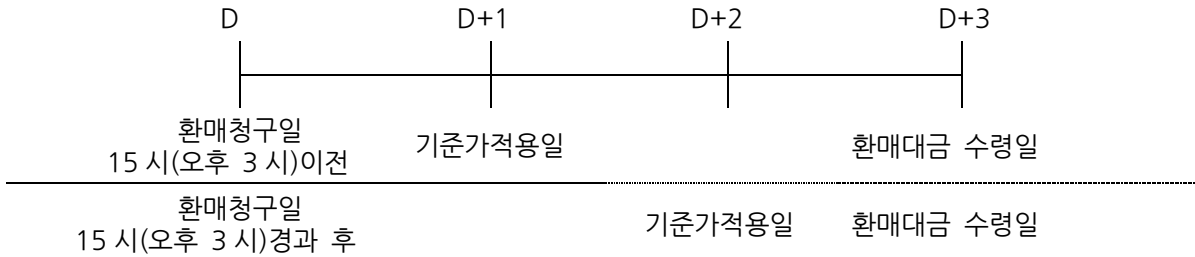 D D+1 D+2 D+3
환매청구일
15 시(오후 3 시)이전 기준가적용일 환매대금 수령일
환매청구일
15 시(오후 3 시)경과 후 기준가적용일 환매대금 수령일